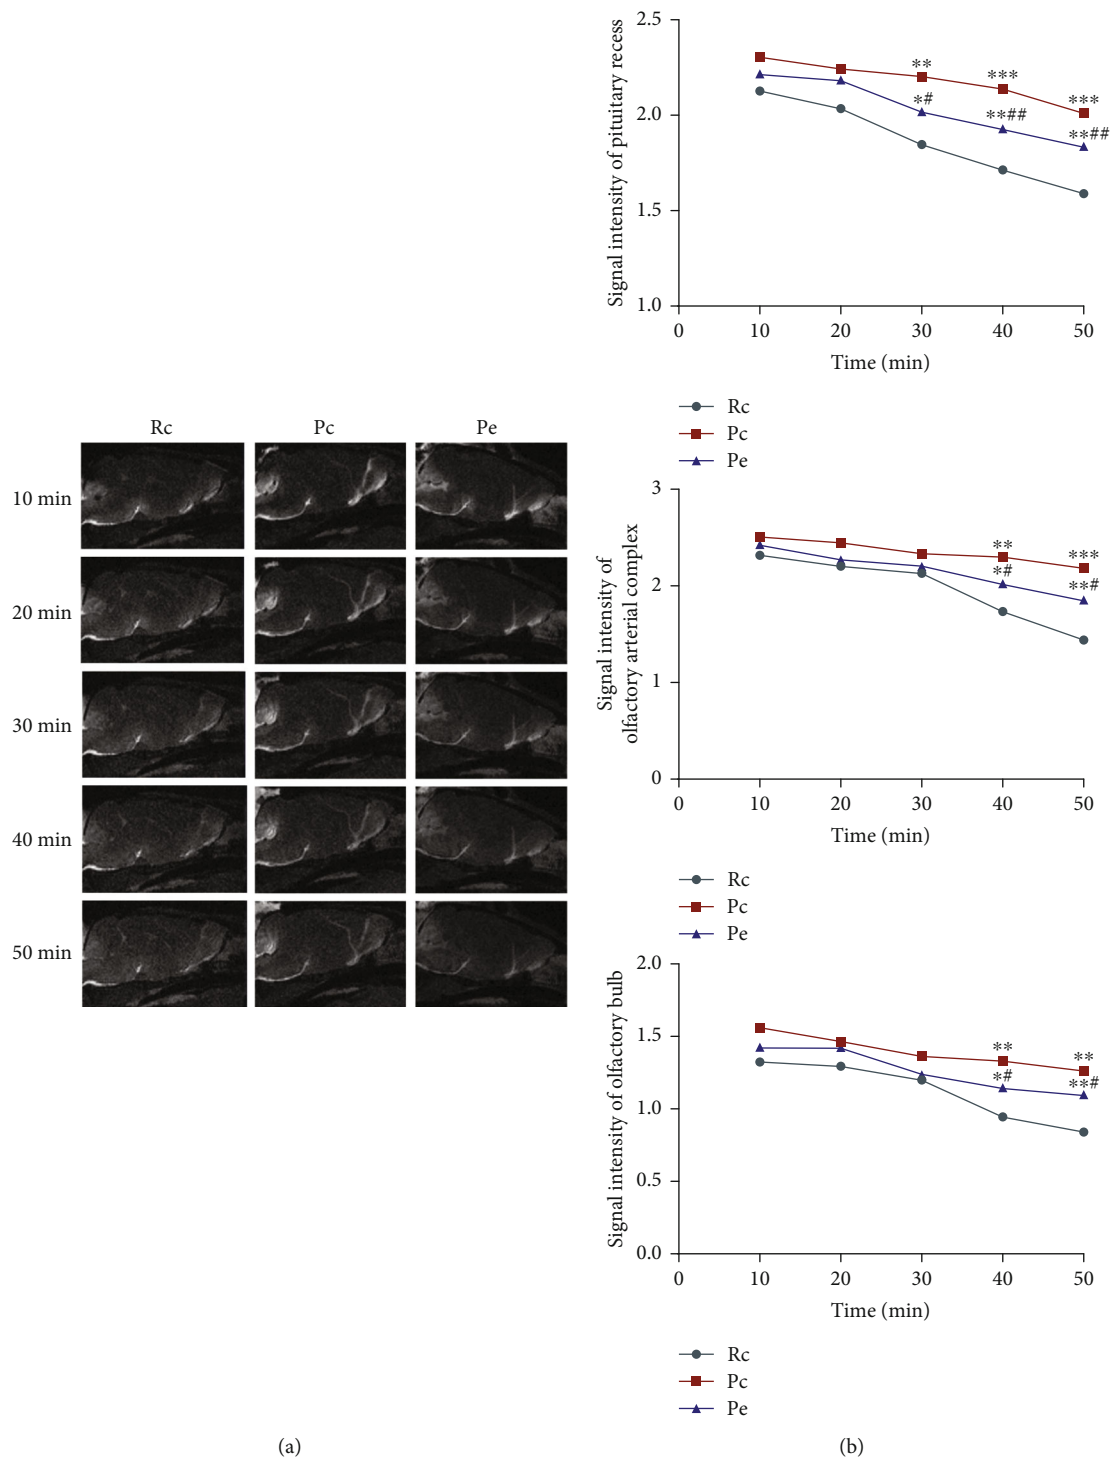 Rc Pc Pe
10 min
20 min
30 min
40 min
50 min
(a)
Signal intensity of pituitary recess
2.5
2.0
1.5
1.0
** *** ***
*# **## **##
0 10 20 30 40 50
Time (min)
Rc
Pc
Pe
Signal intensity of
olfactory arterial complex
3
2
1
0
** ***
*# **#
0 10 20 30 40 50
Time (min)
Rc
Pc
Pe
Signal intensity of olfactory bulb
2.0
1.5
1.0
0.5
0.0
** **
*# **#
0 10 20 30 40 50
Time (min)
Rc
Pc
Pe
(b)